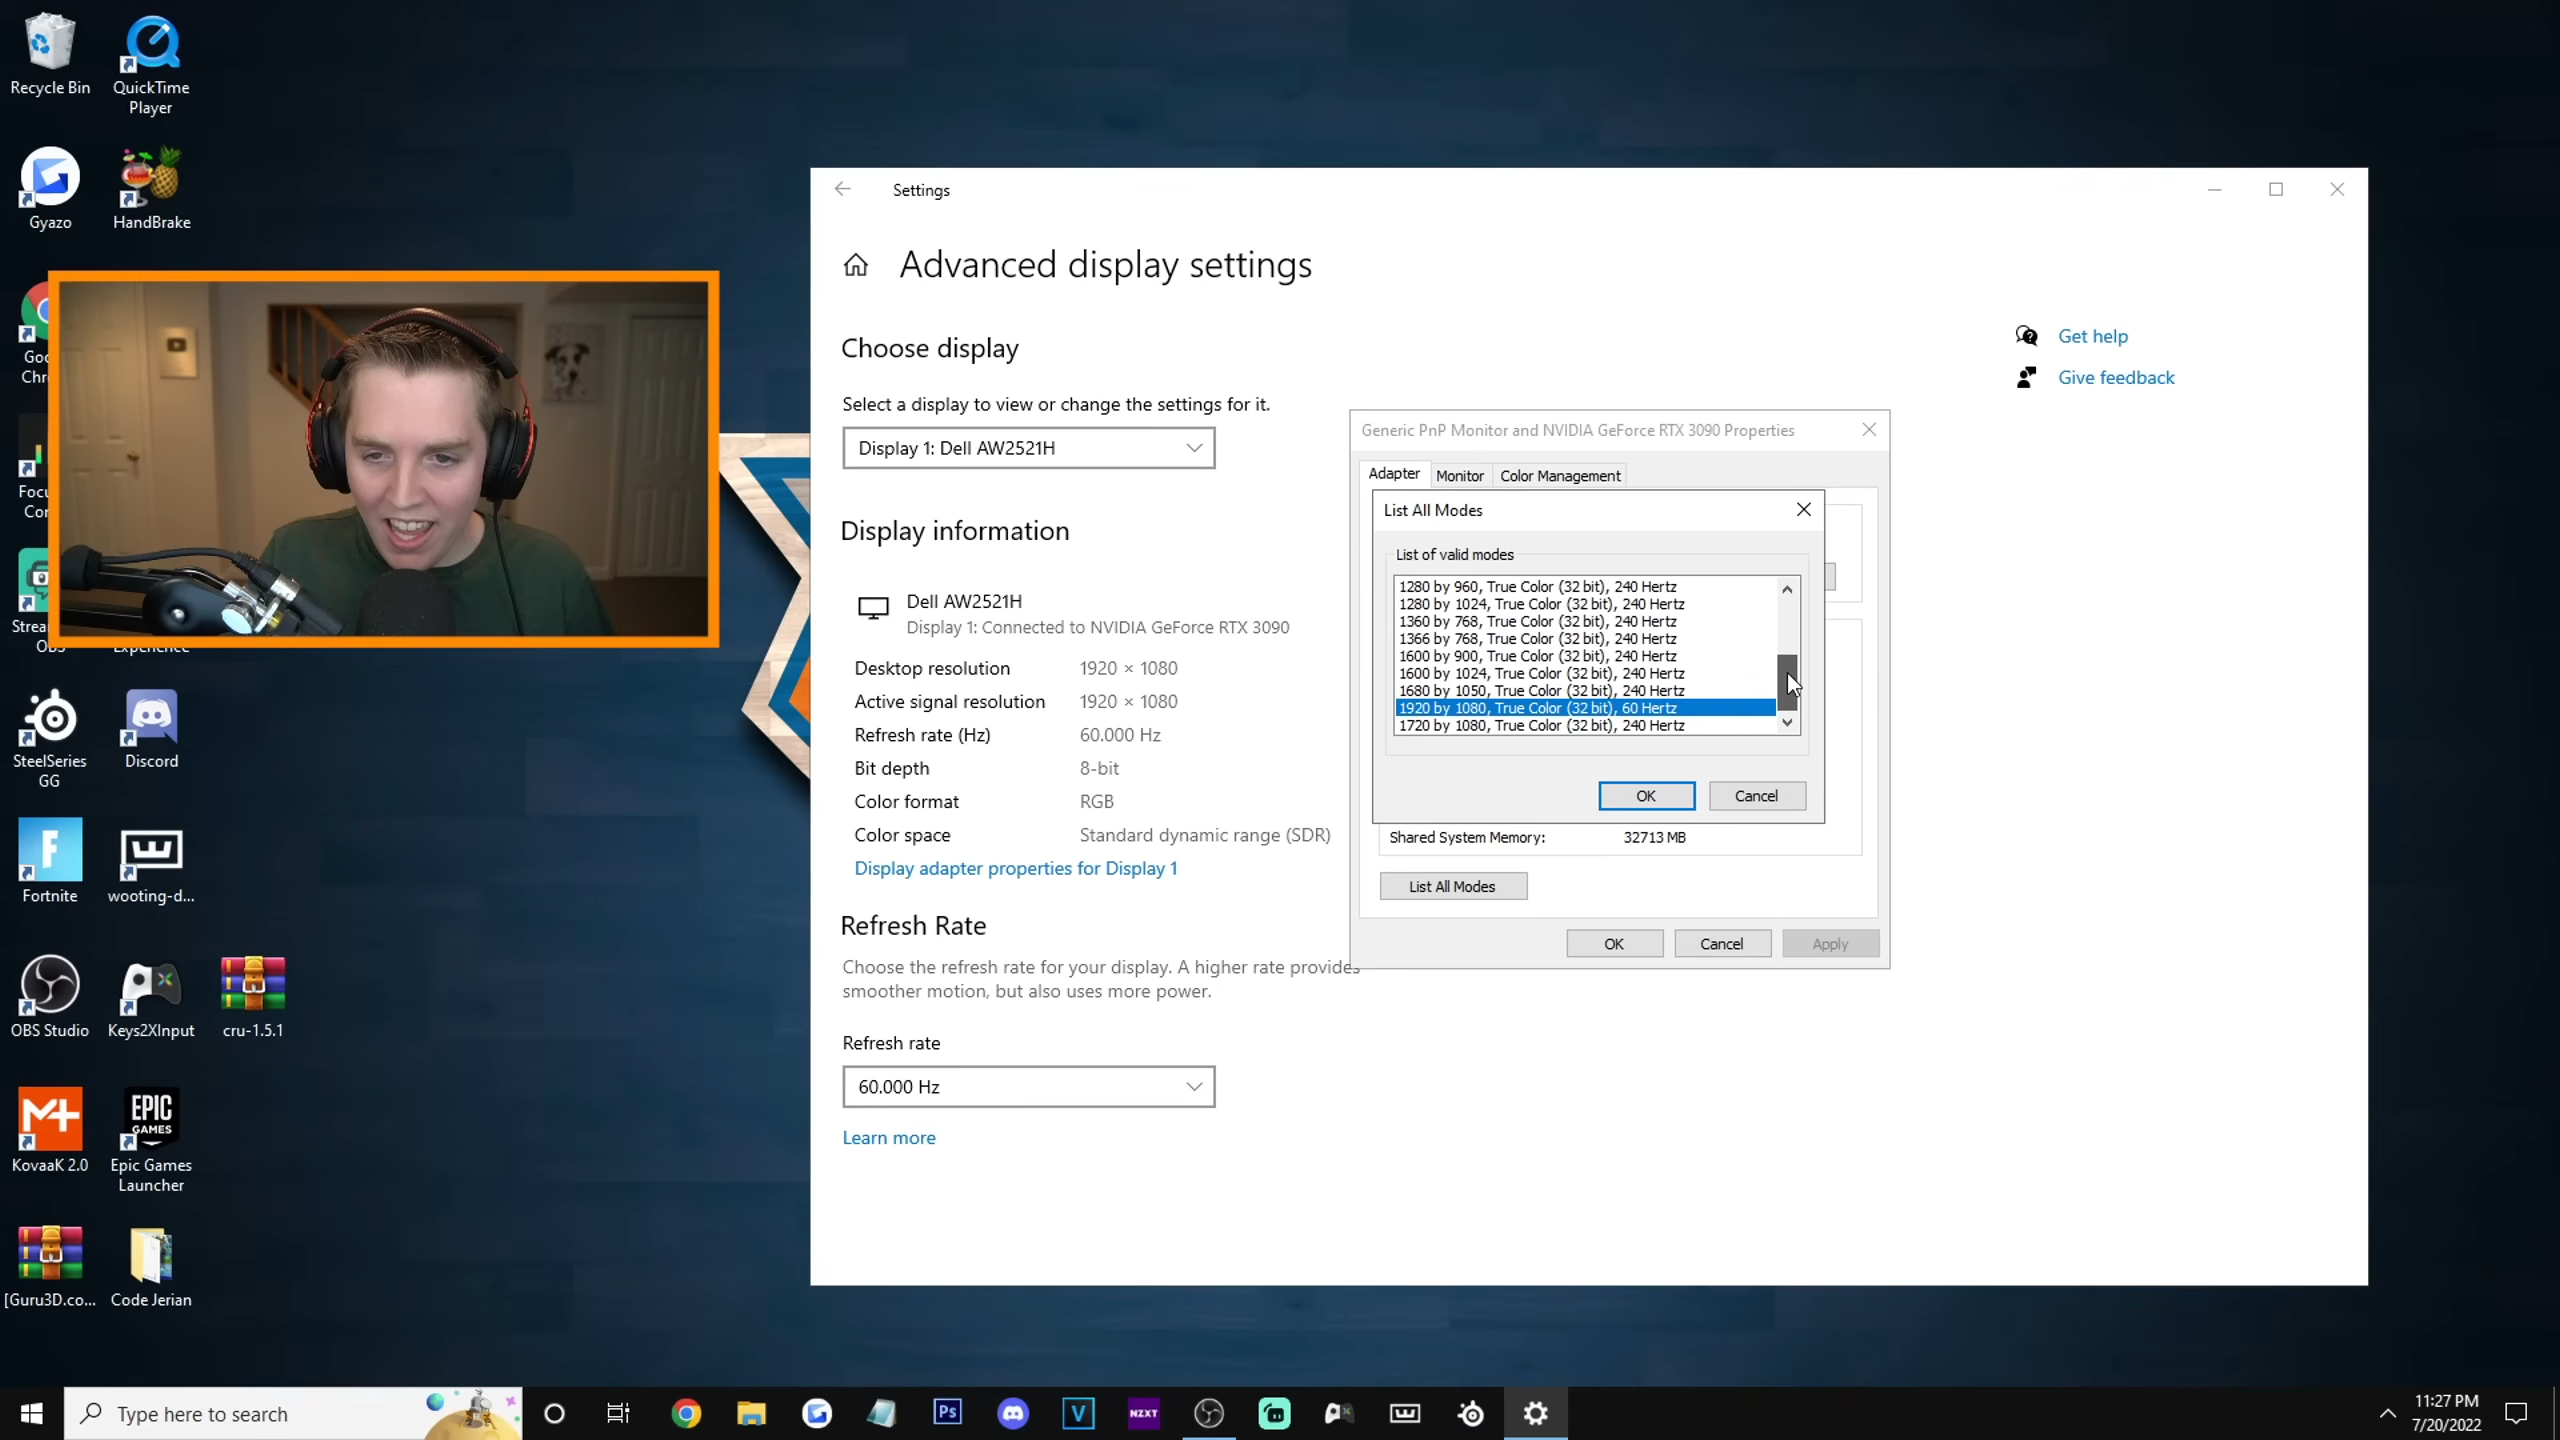 Recycle Bin
QuickTime
Player
Gyazo
HandBrake
Goo
Chr
Focu
Cor
Strea
OBS
Experience
SteelSeries
GG
Discord
Fortnite
wooting-d...
OBS Studio
Keys2XInput
cru-1.5.1
M+
KovaaK 2.0
EPIC
GAMES
Epic Games
Launcher
[Guru3D.co...
Code Jerian
Settings
Advanced display settings
Choose display
Select a display to view or change the settings for it.
Display 1: Dell AW2521H
Display information
Dell AW2521H
Display 1: Connected to NVIDIA GeForce RTX 3090
Desktop resolution 1920 × 1080
Active signal resolution 1920 × 1080
Refresh rate (Hz) 60.000 Hz
Bit depth 8-bit
Color format RGB
Color space Standard dynamic range (SDR)
Display adapter properties for Display 1
Refresh Rate
Choose the refresh rate for your display. A higher rate provides
smoother motion, but also uses more power.
Refresh rate
60.000 Hz
Learn more
Get help
Give feedback
Generic PnP Monitor and NVIDIA GeForce RTX 3090 Properties
Adapter Monitor Color Management
List All Modes
List of valid modes
1280 by 960, True Color (32 bit), 240 Hertz
1280 by 1024, True Color (32 bit), 240 Hertz
1360 by 768, True Color (32 bit), 240 Hertz
1366 by 768, True Color (32 bit), 240 Hertz
1600 by 900, True Color (32 bit), 240 Hertz
1600 by 1024, True Color (32 bit), 240 Hertz
1680 by 1050, True Color (32 bit), 240 Hertz
1920 by 1080, True Color (32 bit), 60 Hertz
1720 by 1080, True Color (32 bit), 240 Hertz
OK Cancel
Shared System Memory: 32713 MB
List All Modes
OK Cancel Apply
Type here to search
Ps
V
NZXT
11:27 PM
7/20/2022